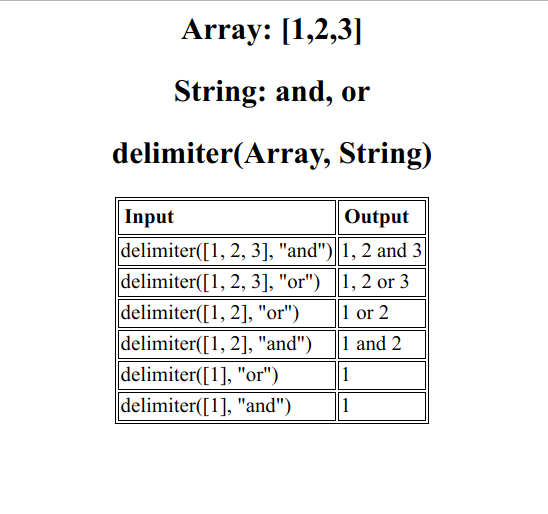 Array: [1,2,3]
String: and, or
delimiter(Array, String)
Input Output
delimiter([1, 2, 3], "and") 1, 2 and 3
delimiter([1, 2, 3], "or") 1, 2 or 3
delimiter([1, 2], "or") 1 or 2
delimiter([1, 2], "and") 1 and 2
delimiter([1], "or") 1
delimiter([1], "and") 1